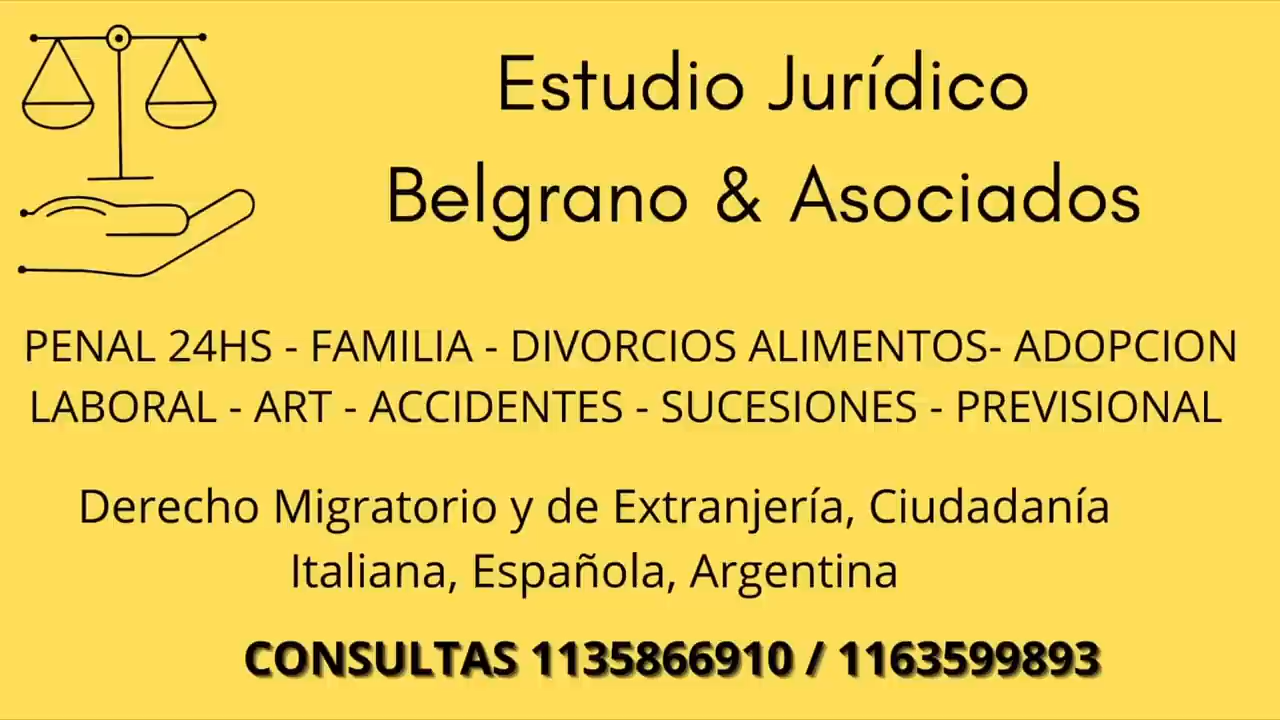 Estudio Jurídico
Belgrano & Asociados
PENAL 24HS - FAMILIA - DIVORCIOS ALIMENTOS- ADOPCION
LABORAL - ART - ACCIDENTES - SUCESIONES - PREVISIONAL
Derecho Migratorio y de Extranjería, Ciudadanía
Italiana, Española, Argentina
CONSULTAS 1135866910 / 1163599893